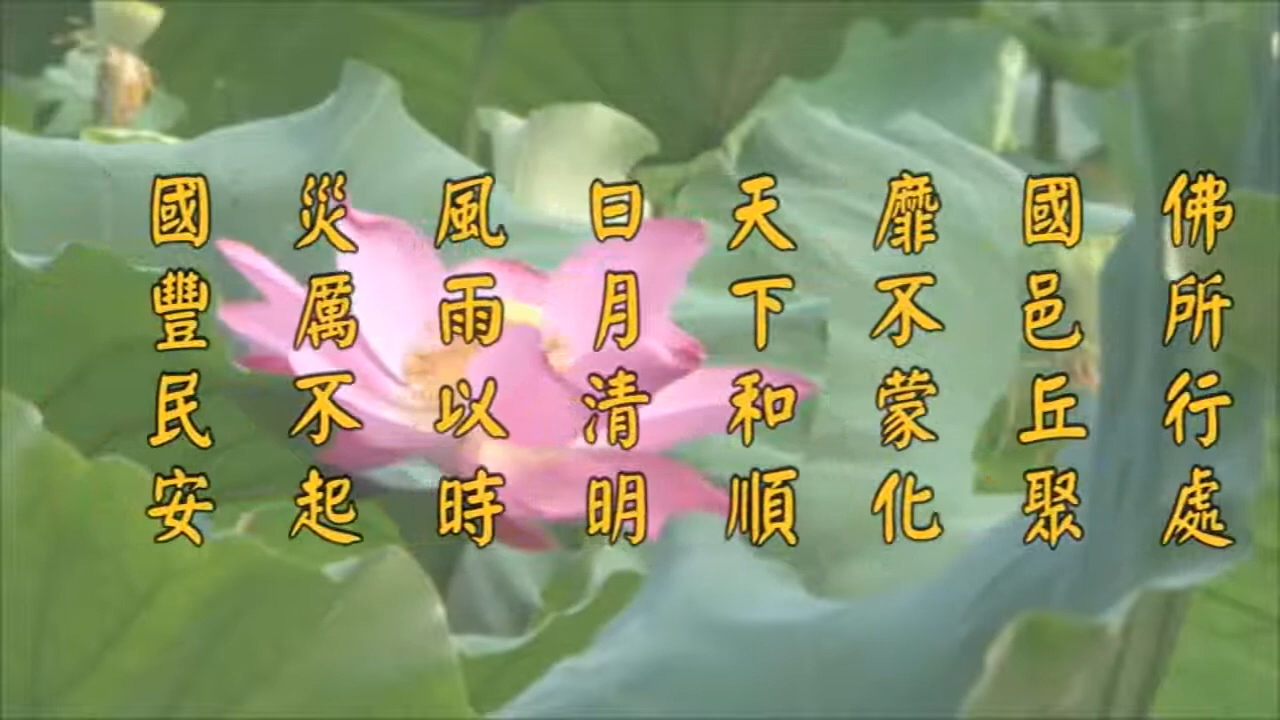 佛所行處
國邑丘聚
靡不蒙化
天下和順
日月清明
風雨以時
災厲不起
國豐民安